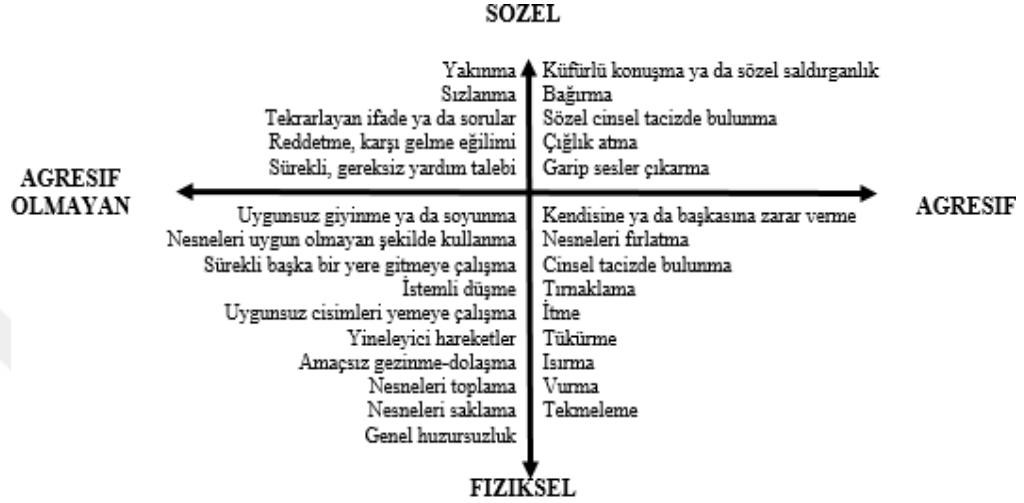 SÖZEL
Yakınma
Sızlanma
Tekrarlayan ifade ya da sorular
Reddetme, karşı gelme eğilimi
Sürekli, gereksiz yardım talebi
Küfürlü konuşma ya da sözel saldırganlık
Bağırma
Sözel cinsel tacizde bulunma
Çığlık atma
Garip sesler çıkarma
AGRESIF
OLMAYAN
AGRESIF
Uygunsuz giyinme ya da soyunma
Nesneleri uygun olmayan şekilde kullanma
Sürekli başka bir yere gitmeye çalışma
İstemli düşme
Uygunsuz cisimleri yemeye çalışma
Yineleyici hareketler
Amaçsız gezinme-dolaşma
Nesneleri toplama
Nesneleri saklama
Genel huzursuzluk
Kendisine ya da başkasına zarar verme
Nesneleri fırlatma
Cinsel tacizde bulunma
Tırnaklama
İtme
Tükürme
Isırma
Vurma
Tekmeleme
FIZIKSEL